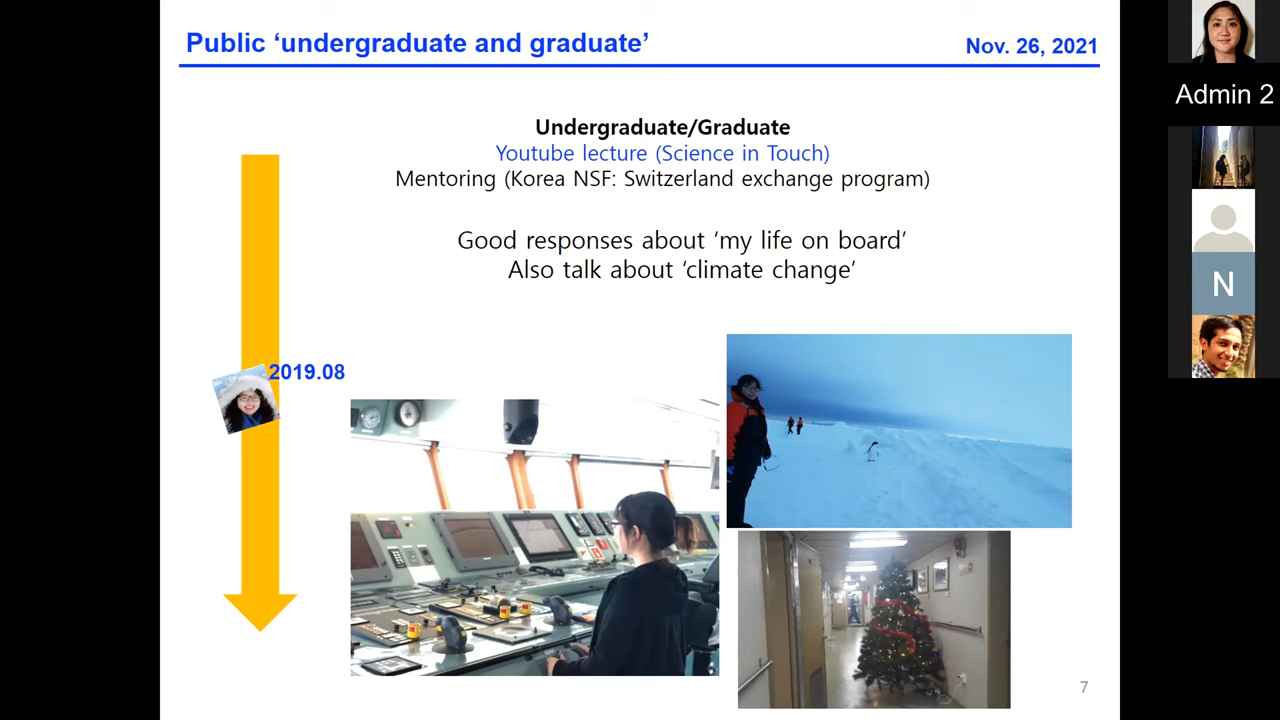 Public ‘undergraduate and graduate’
Nov. 26, 2021
Undergraduate/Graduate
Youtube lecture (Science in Touch)
Mentoring (Korea NSF: Switzerland exchange program)
Good responses about ‘my life on board’
Also talk about ‘climate change’
2019.08
7
Admin 2
N